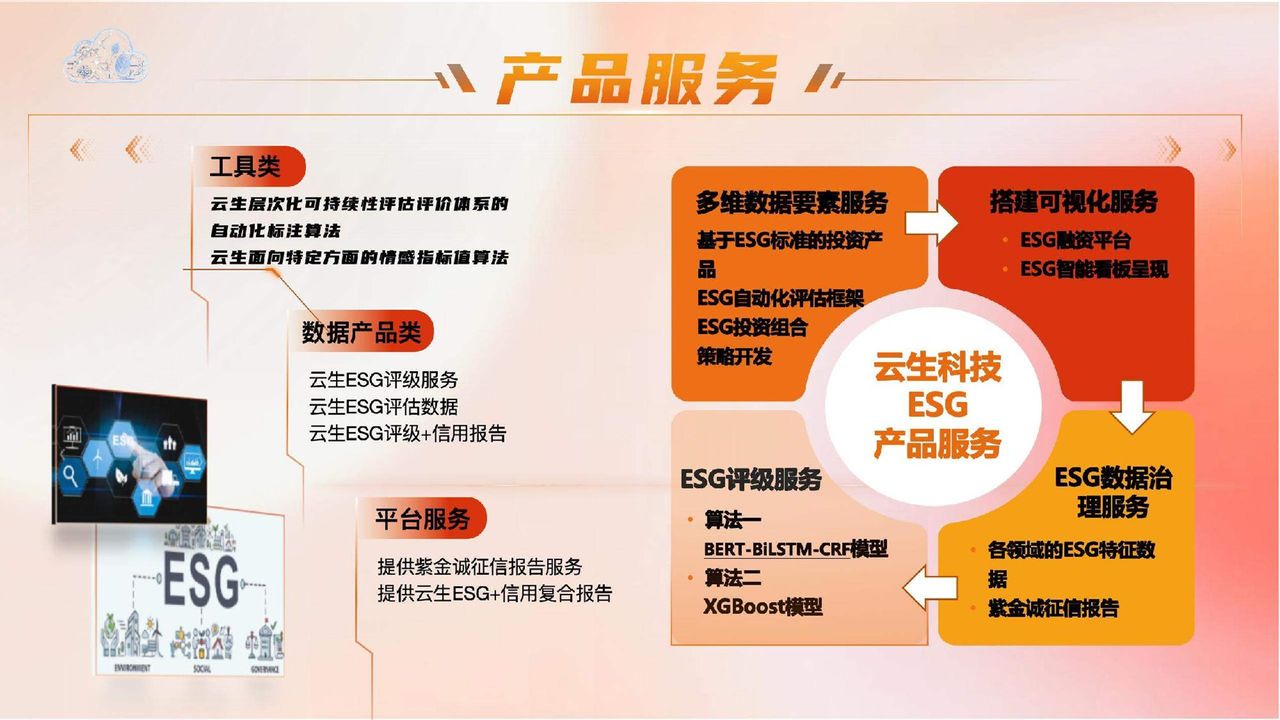 产品服务
工具类
云生层次化可持续性评估评价体系的
自动化标注算法
云生面向特定方面的情感指标值算法
数据产品类
云生ESG评级服务
云生ESG评估数据
云生ESG评级+信用报告
平台服务
提供紫金诚征信报告服务
提供云生ESG+信用复合报告
ESG
ESG
ENVIRONMENT
SOCIAL
GOVERNANCE
多维数据要素服务
基于ESG标准的投资产
品
ESG自动化评估框架
ESG投资组合
策略开发
搭建可视化服务
• ESG融资平台
• ESG智能看板呈现
云生科技
ESG
产品服务
ESG评级服务
• 算法一
BERT-BiLSTM-CRF模型
• 算法二
XGBoost模型
ESG数据治
理服务
• 各领域的ESG特征数
据
• 紫金诚征信报告